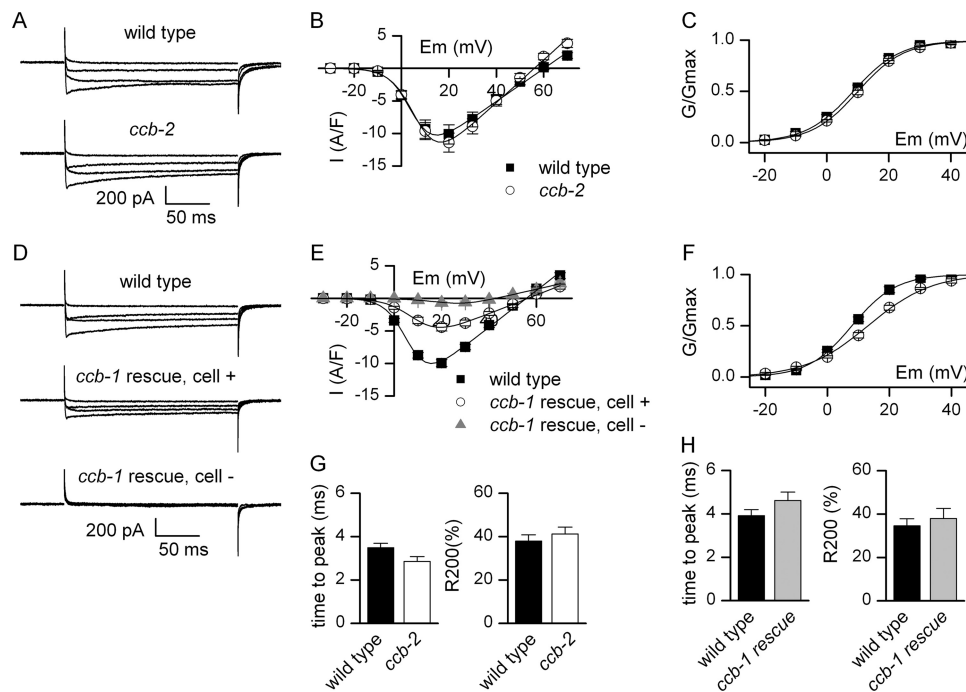 A
wild type
ccb-2
200 pA
50 ms
B
Em (mV)
5
0
-5
-10
-15
I (A/F)
-20
20
40
60
wild type
ccb-2
C
1.0
0.5
0.0
G/Gmax
Em (mV)
-20
0
20
40
D
wild type
ccb-1 rescue, cell +
ccb-1 rescue, cell -
200 pA
50 ms
E
Em (mV)
5
0
-5
-10
-15
I (A/F)
-20
20
60
wild type
ccb-1 rescue, cell +
ccb-1 rescue, cell -
F
1.0
0.5
0.0
G/Gmax
Em (mV)
-20
0
20
40
G
time to peak (ms)
6
4
2
0
wild type
ccb-2
R200(%)
60
40
20
0
wild type
ccb-2
H
time to peak (ms)
6
4
2
0
wild type
ccb-1 rescue
R200 (%)
60
40
20
0
wild type
ccb-1 rescue